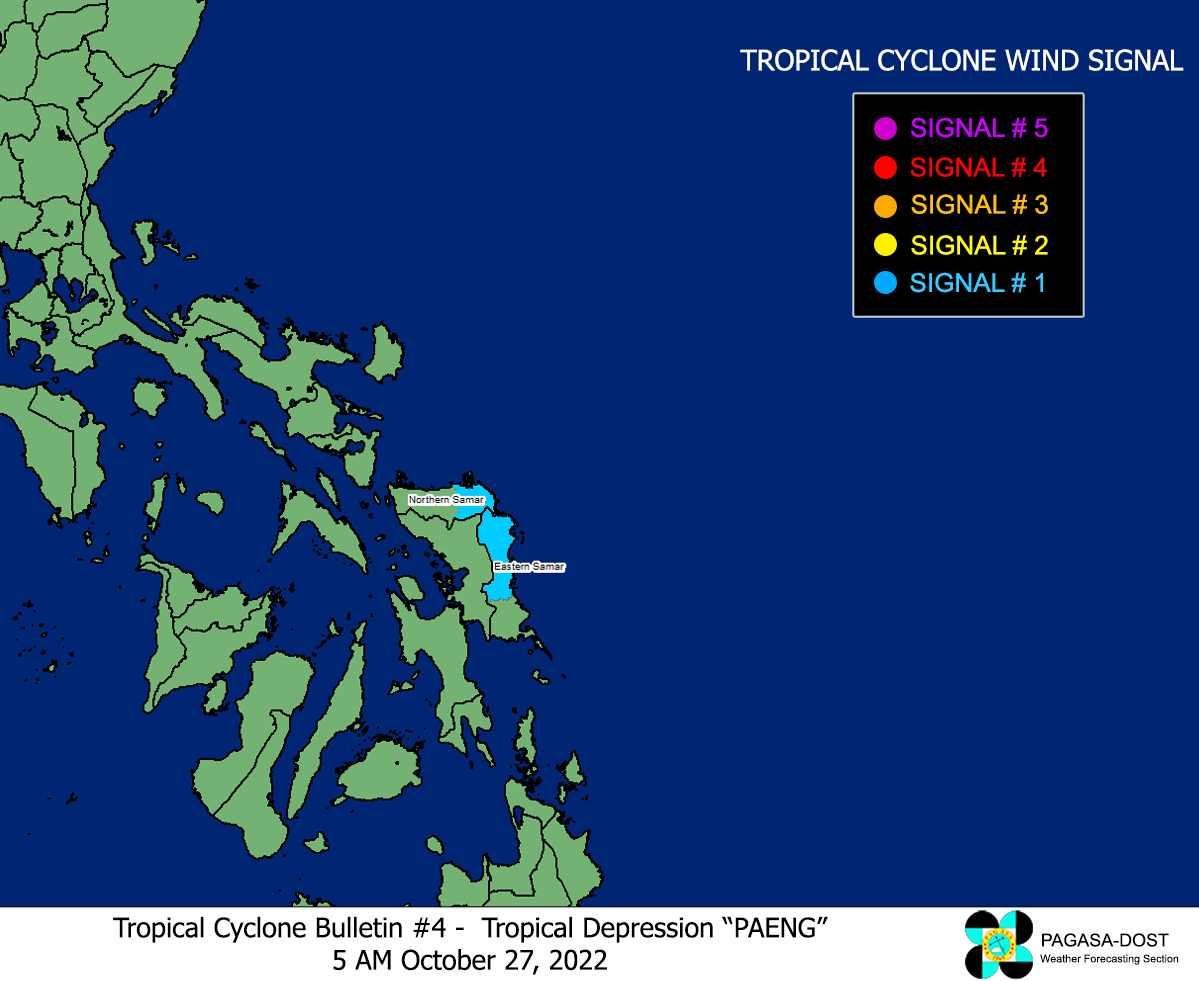 TROPICAL CYCLONE WIND SIGNAL
SIGNAL # 5
SIGNAL # 4
SIGNAL # 3
SIGNAL # 2
SIGNAL # 1
Northern Samar
Eastern Samar
Tropical Cyclone Bulletin #4 - Tropical Depression “PAENG”
5 AM October 27, 2022
PAGASA
PAGASA-DOST
Weather Forecasting Section